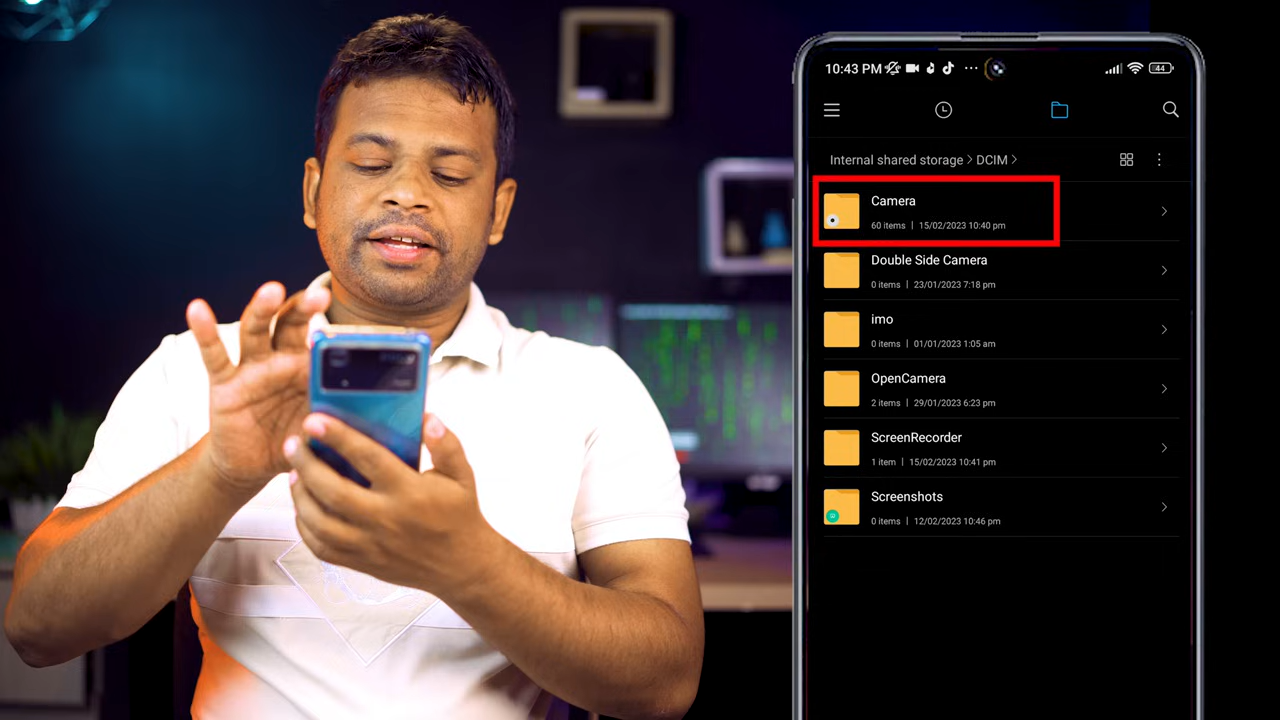 10:43 PM
44
Internal shared storage > DCIM >
Camera
60 items | 15/02/2023 10:40 pm
Double Side Camera
0 items | 23/01/2023 7:18 pm
imo
0 items | 01/01/2023 1:05 am
OpenCamera
2 items | 29/01/2023 6:23 pm
ScreenRecorder
1 item | 15/02/2023 10:41 pm
Screenshots
0 items | 12/02/2023 10:46 pm